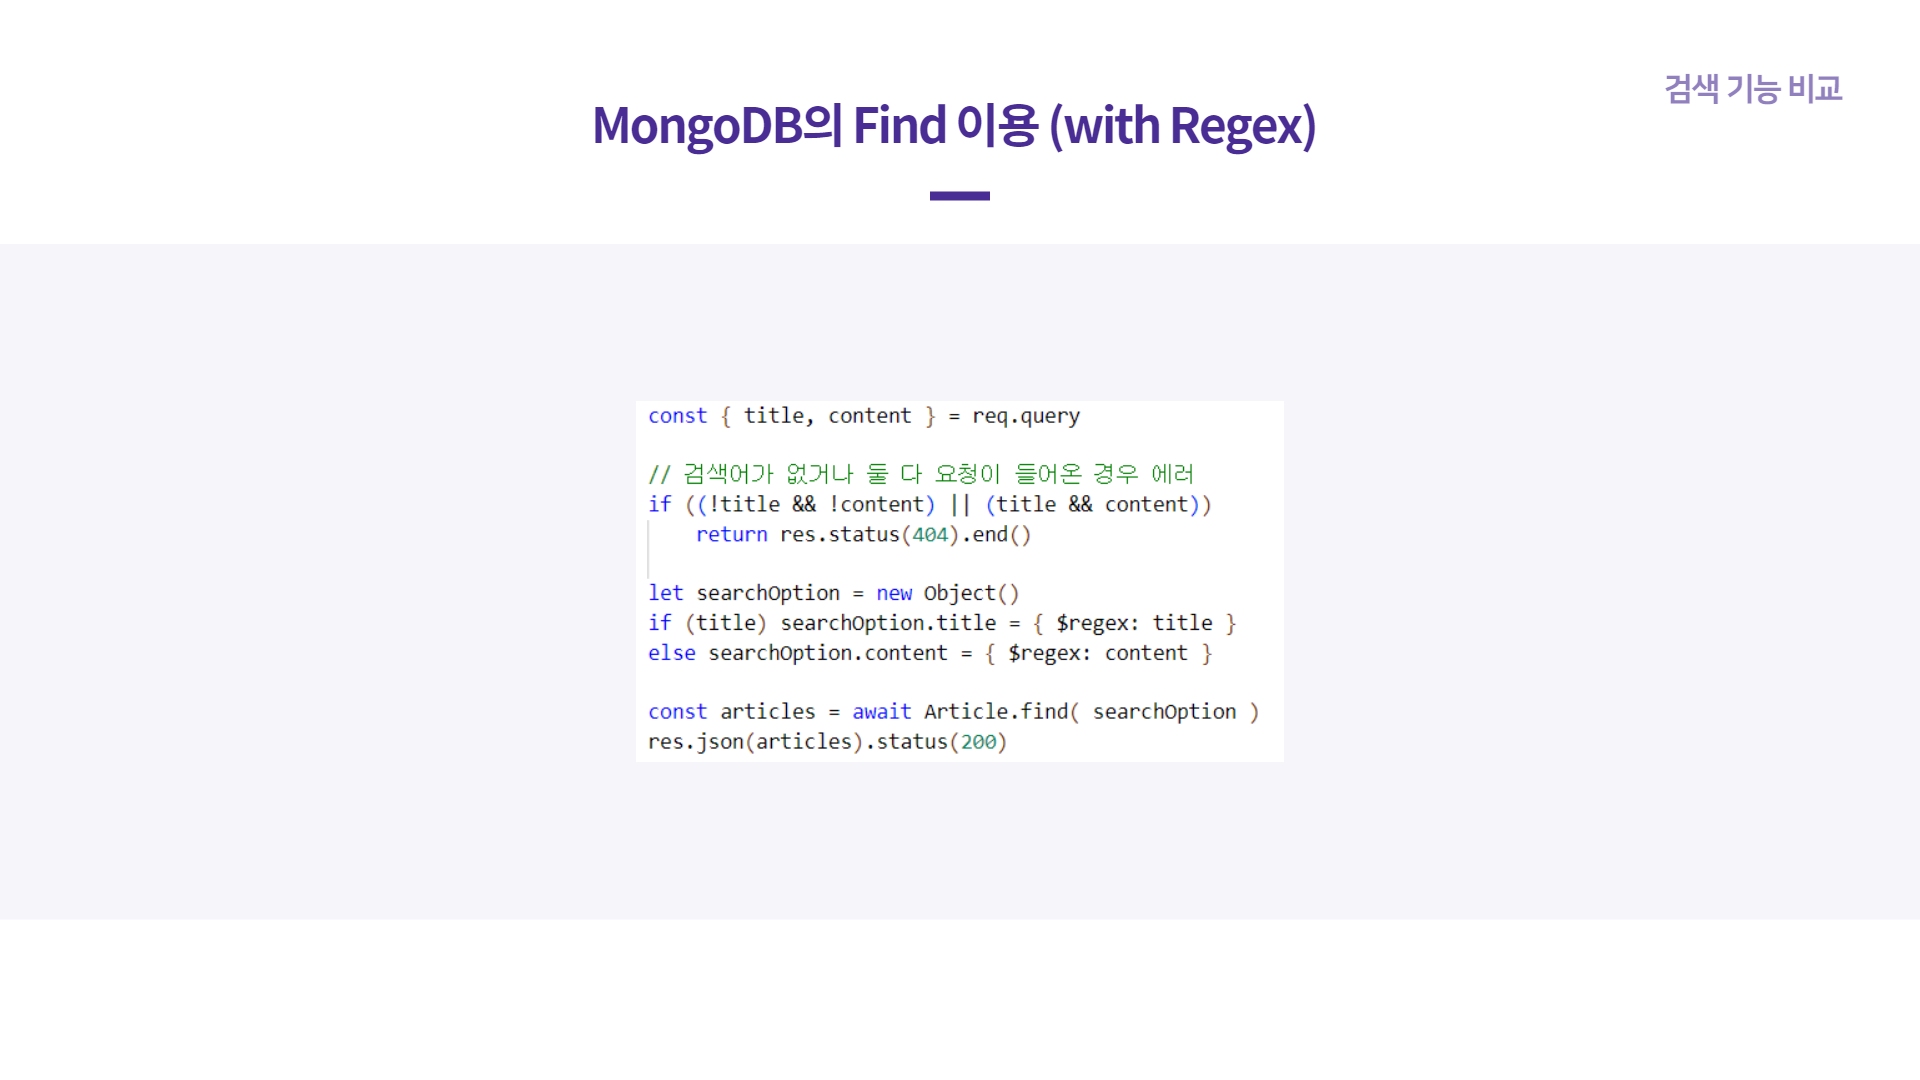 검색 기능 비교
MongoDB의 Find 이용 (with Regex)
const { title, content } = req.query
// 검색어가 없거나 둘 다 요청이 들어온 경우 에러
if ((!title && !content) || (title && content))
    return res.status(404).end()
let searchOption = new Object()
if (title) searchOption.title = { $regex: title }
else searchOption.content = { $regex: content }
const articles = await Article.find( searchOption )
res.json(articles).status(200)